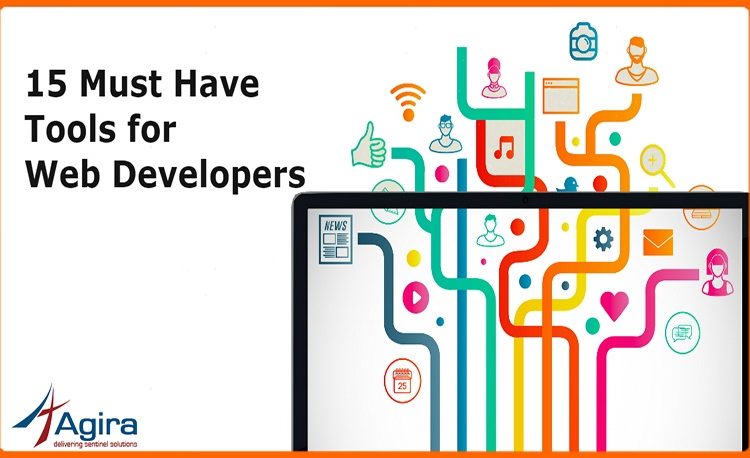 15 Must Have
Tools for
Web Developers
NEWS
25
Agira
delivering sentinel solutions